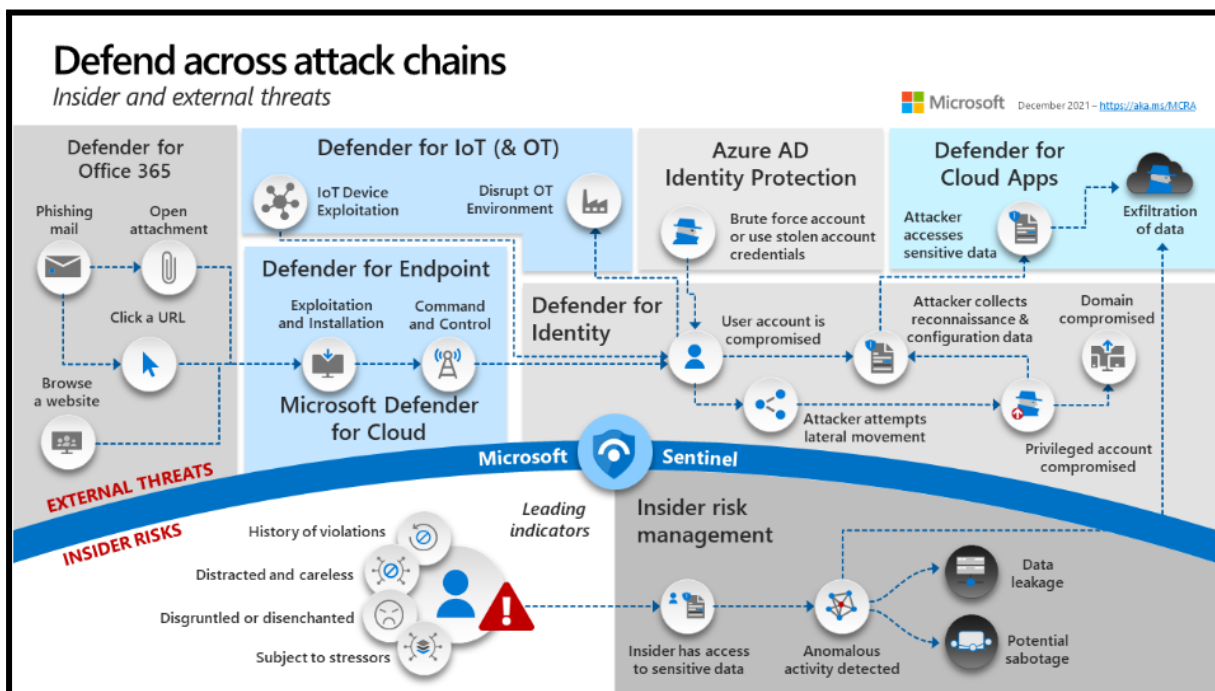 Defend across attack chains
Insider and external threats
Microsoft
December 2021 – https://aka.ms/MCRA
Defender for
Office 365
Phishing
mail
Open
attachment
Click a URL
Browse
a website
Defender for IoT (& OT)
IoT Device
Exploitation
Disrupt OT
Environment
Defender for Endpoint
Exploitation
and Installation
Command
and Control
Microsoft Defender
for Cloud
Azure AD
Identity Protection
Brute force account
or use stolen account
credentials
Defender for
Cloud Apps
Attacker
accesses
sensitive data
Exfiltration
of data
Defender for
Identity
User account is
compromised
Attacker collects
reconnaissance &
configuration data
Domain
compromised
Attacker attempts
lateral movement
Privileged account
compromised
Microsoft
Sentinel
EXTERNAL THREATS
INSIDER RISKS
Leading
indicators
History of violations
Distracted and careless
Disgruntled or disenchanted
Subject to stressors
Insider risk
management
Insider has access
to sensitive data
Anomalous
activity detected
Data
leakage
Potential
sabotage